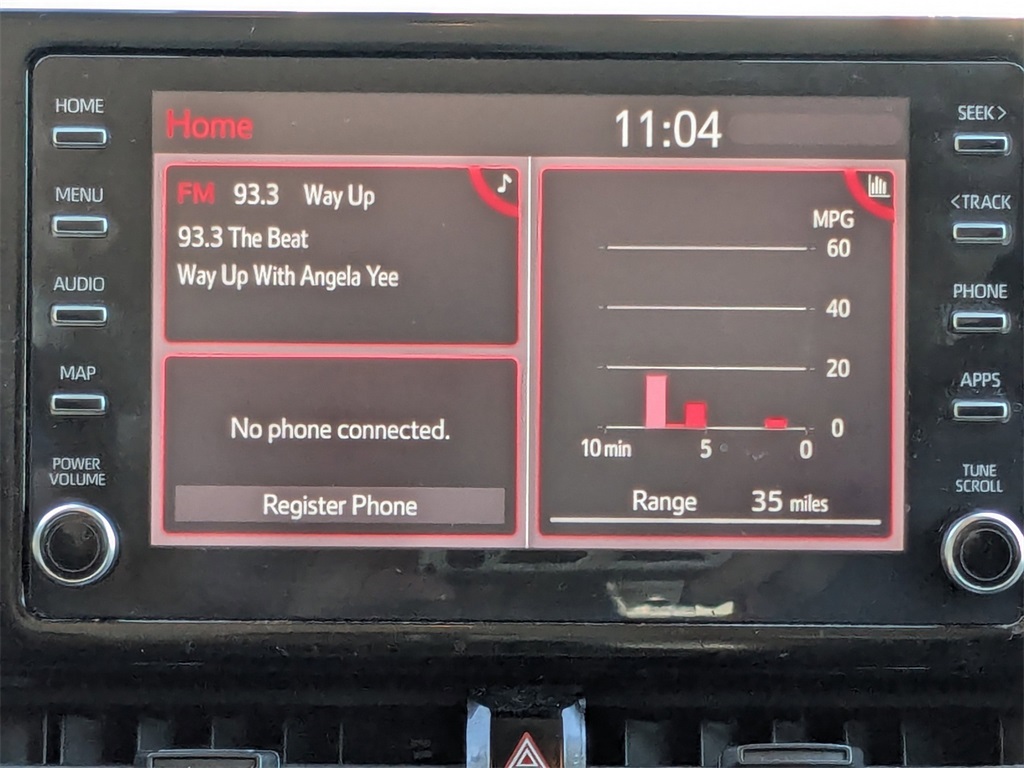 HOME
MENU
AUDIO
MAP
POWER
VOLUME
Home
11:04
FM 93.3 Way Up
93.3 The Beat
Way Up With Angela Yee
No phone connected.
Register Phone
MPG
60
40
20
0
10 min 5 0
Range 35 miles
SEEK >
< TRACK
PHONE
APPS
TUNE
SCROLL